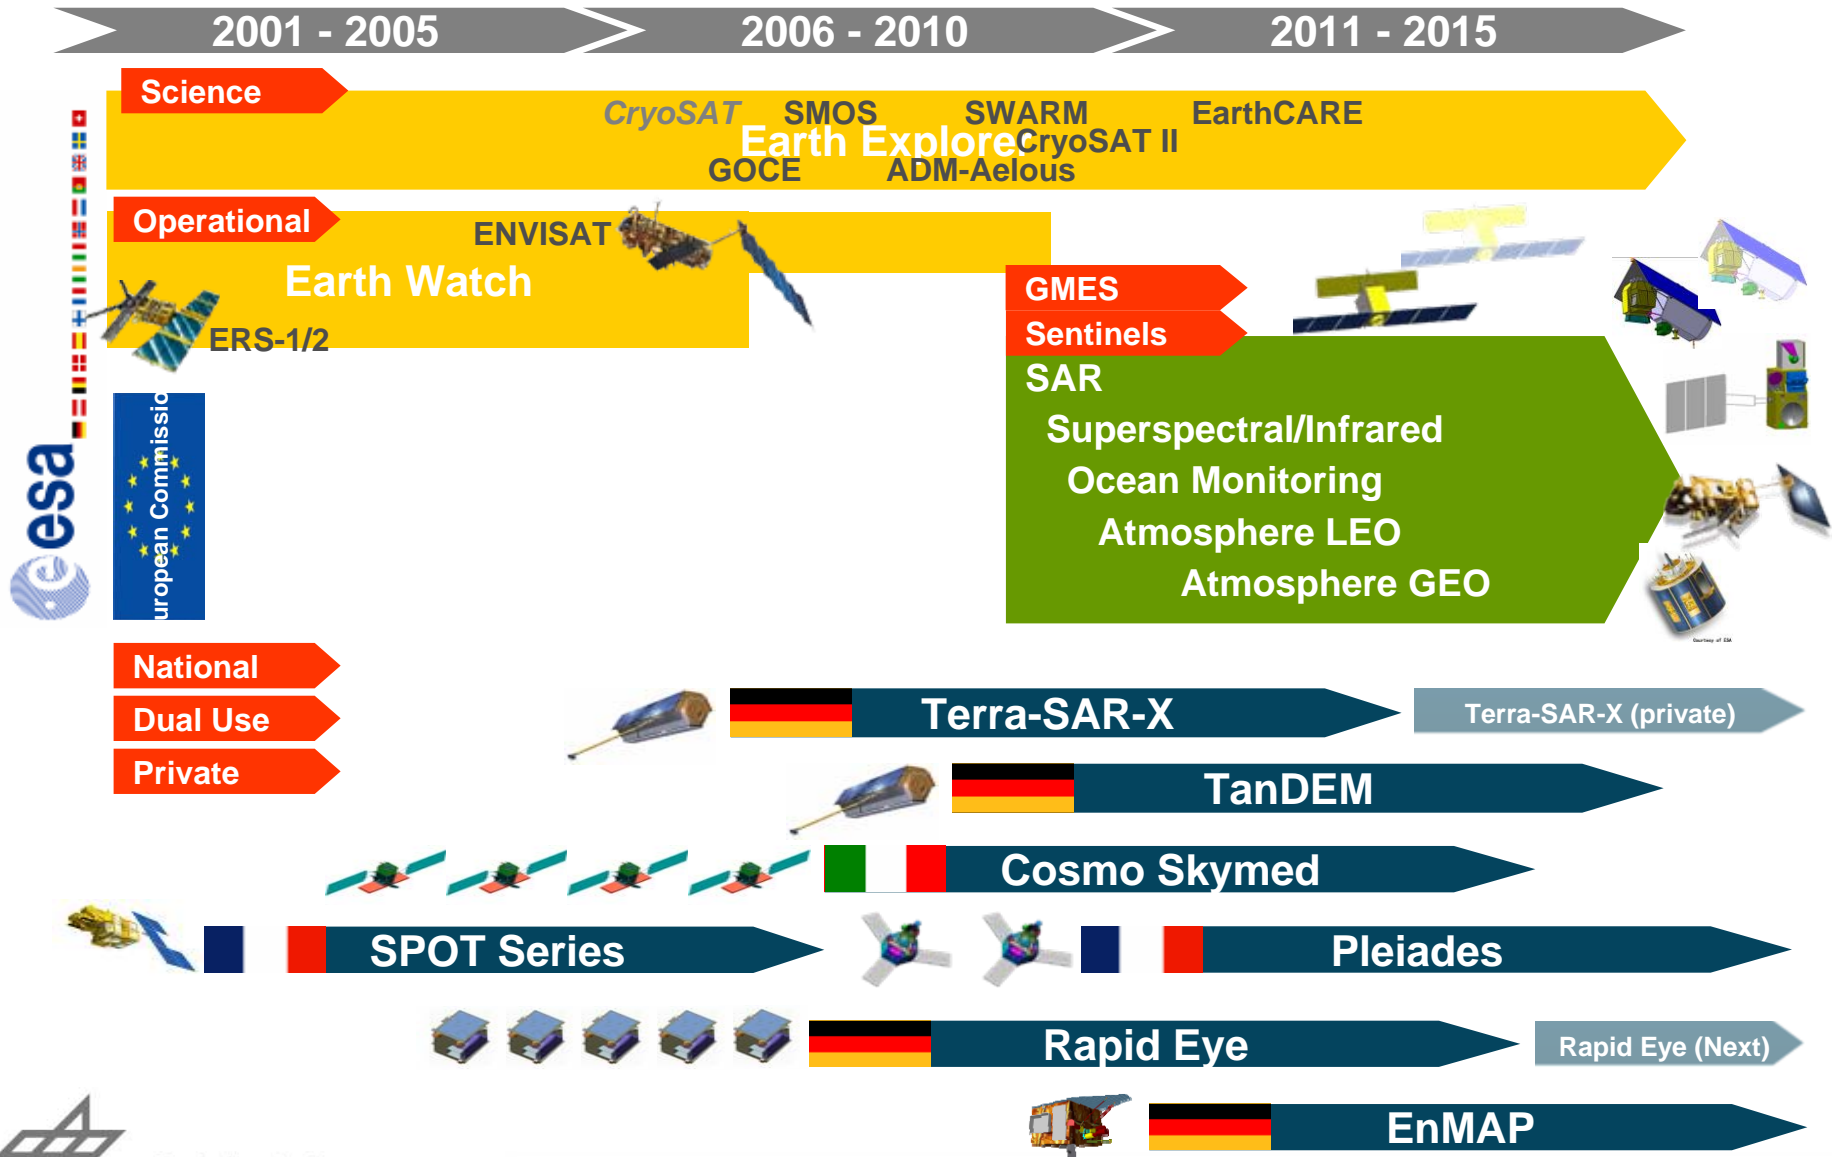 2001 - 2005
2006 - 2010
2011 - 2015
Science
CryoSAT
SMOS
SWARM
EarthCARE
Earth Explorer
CryoSAT II
GOCE
ADM-Aelous
Operational
ENVISAT
Earth Watch
ERS-1/2
GMES
Sentinels
SAR
Superspectral/Infrared
Ocean Monitoring
Atmosphere LEO
Atmosphere GEO
esa
uropean Commissio
Courtesy of ESA
National
Dual Use
Private
Terra-SAR-X
Terra-SAR-X (private)
TanDEM
Cosmo Skymed
SPOT Series
Pleiades
Rapid Eye
Rapid Eye (Next)
EnMAP